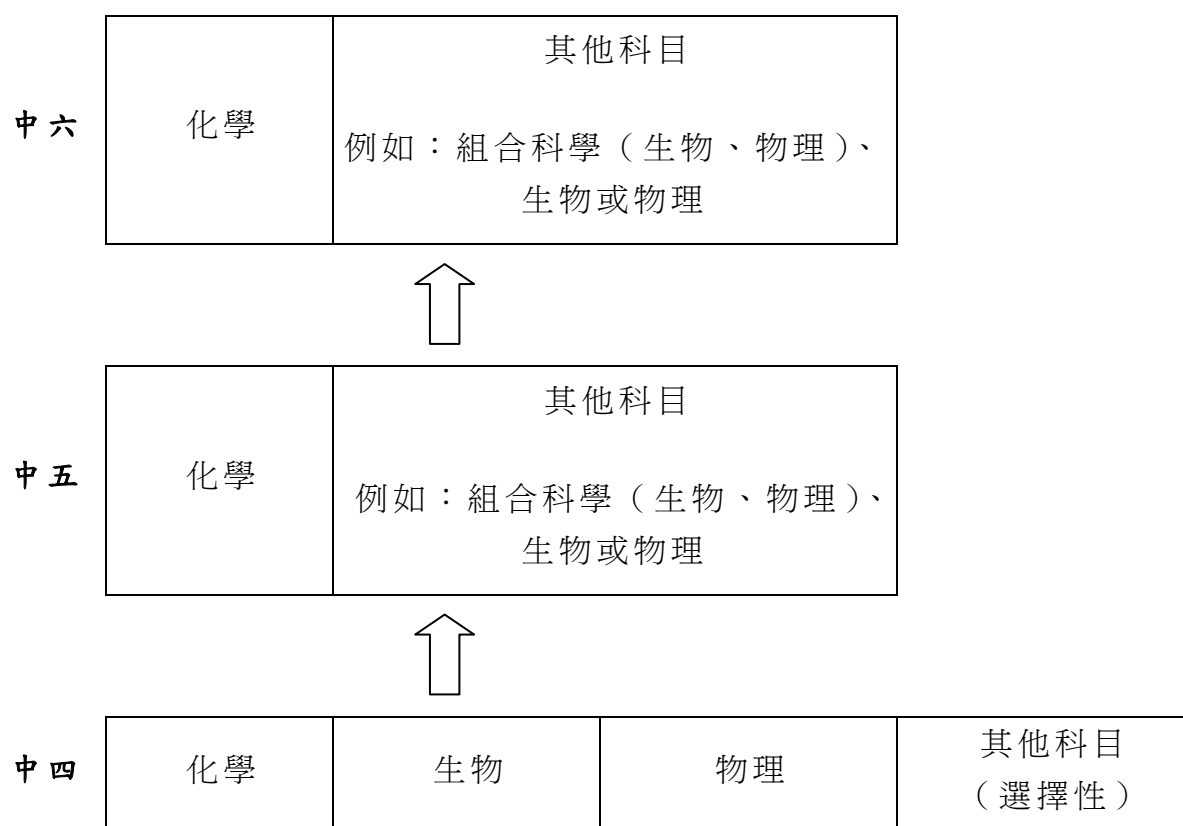 中六
化學
其他科目
例如：組合科學（生物、物理）、
生物或物理
中五
化學
其他科目
例如：組合科學（生物、物理）、
生物或物理
中四
化學
生物
物理
其他科目
（選擇性）